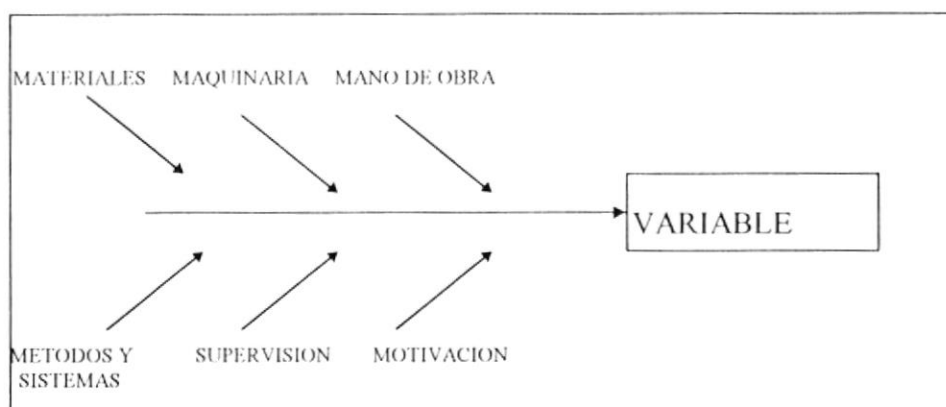 MATERIALES MAQUINARIA MANO DE OBRA
VARIABLE
METODOS Y SUPERVISION MOTIVACION
SISTEMAS